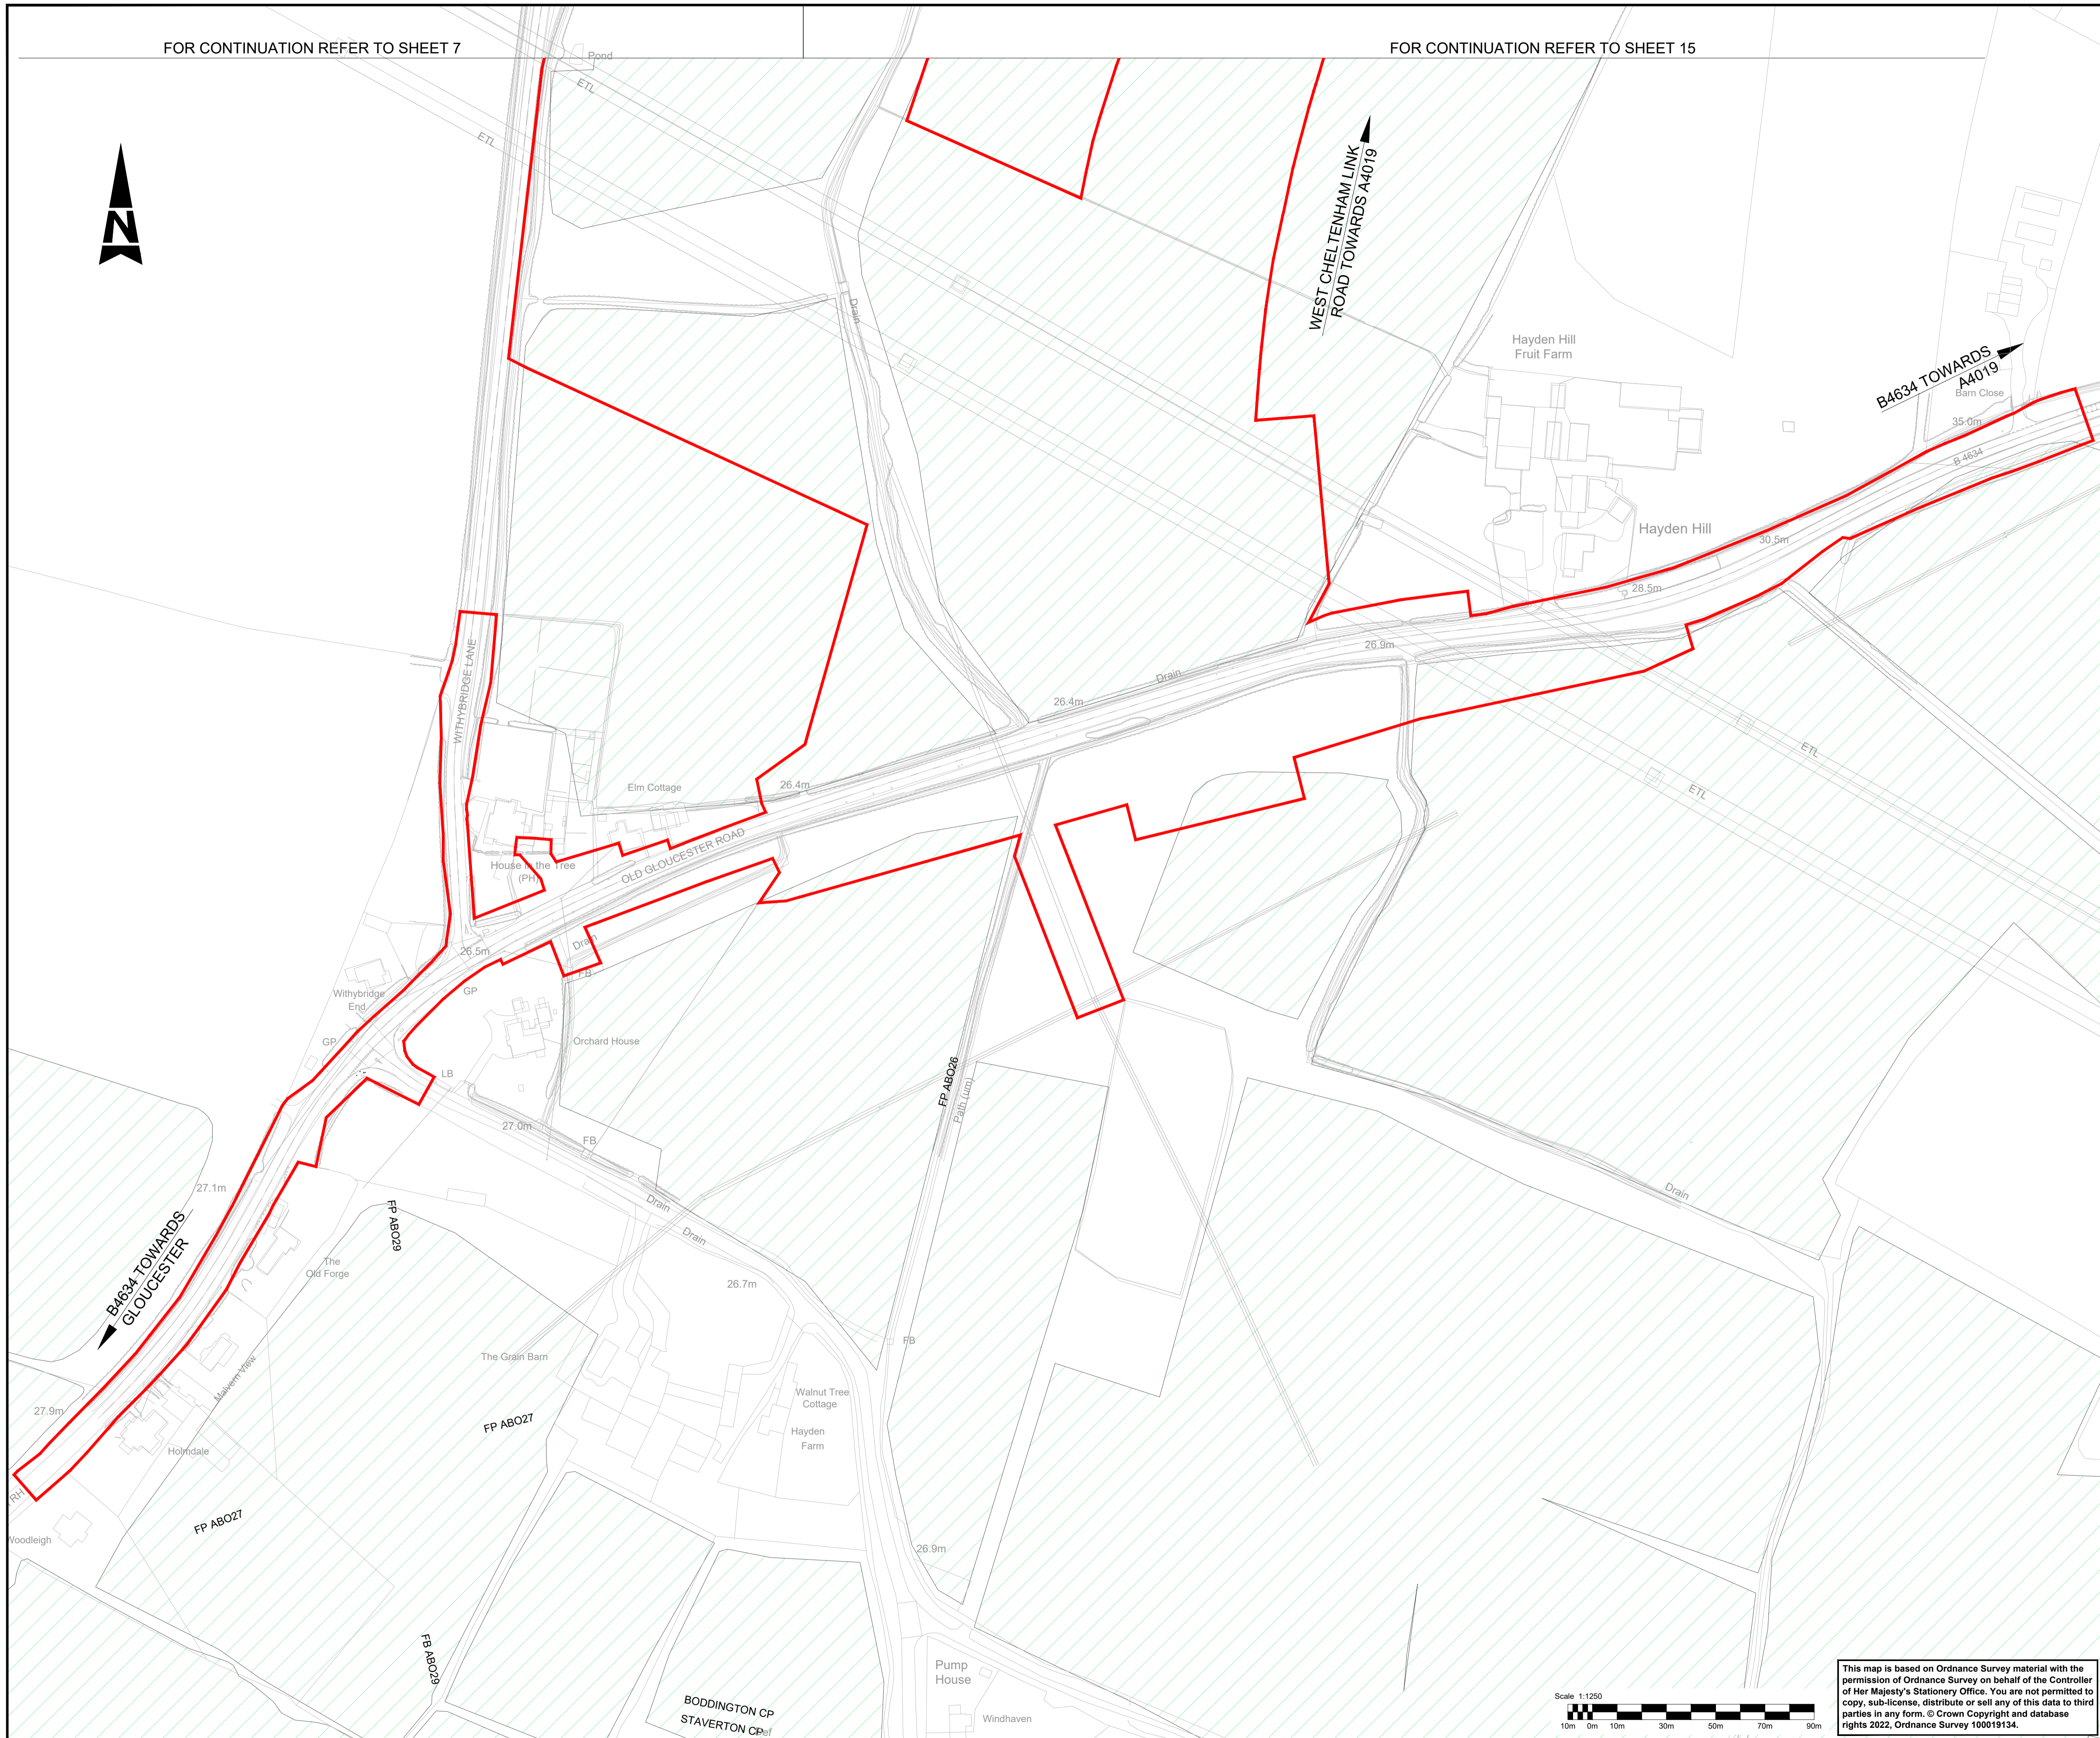 FOR CONTINUATION REFER TO SHEET 7
FOR CONTINUATION REFER TO SHEET 15
Pond
ETL
ETL
N
WEST CHELTENHAM LINK
ROAD TOWARDS A4019
Drain
Hayden Hill
Fruit Farm
B4634 TOWARDS
A4019
Barn Close
35.0m
B 4634
Hayden Hill
30.5m
28.5m
26.9m
WITHYBRIDGE LANE
Drain
26.4m
ETL
ETL
Elm Cottage
26.4m
OLD GLOUCESTER ROAD
House in the Tree
(PH)
26.5m
Drain
FB
Withybridge
End
GP
GP
Orchard House
LB
FP ABO26
Path (um)
27.0m
FB
27.1m
Drain
Drain
Drain
FP ABO29
B4634 TOWARDS
GLOUCESTER
The
Old Forge
26.7m
FB
Malvern View
The Grain Barn
27.9m
Walnut Tree
Cottage
FP ABO27
Hayden
Farm
Holmdale
TRH
FP ABO27
Woodleigh
26.9m
FB ABO29
Pump
House
BODDINGTON CP
STAVERTON CP
Windhaven
Scale 1:1250
10m 0m 10m 30m 50m 70m 90m
This map is based on Ordnance Survey material with the
permission of Ordnance Survey on behalf of the Controller
of Her Majesty's Stationery Office. You are not permitted to
copy, sub-license, distribute or sell any of this data to third
parties in any form. © Crown Copyright and database
rights 2022, Ordnance Survey 100019134.